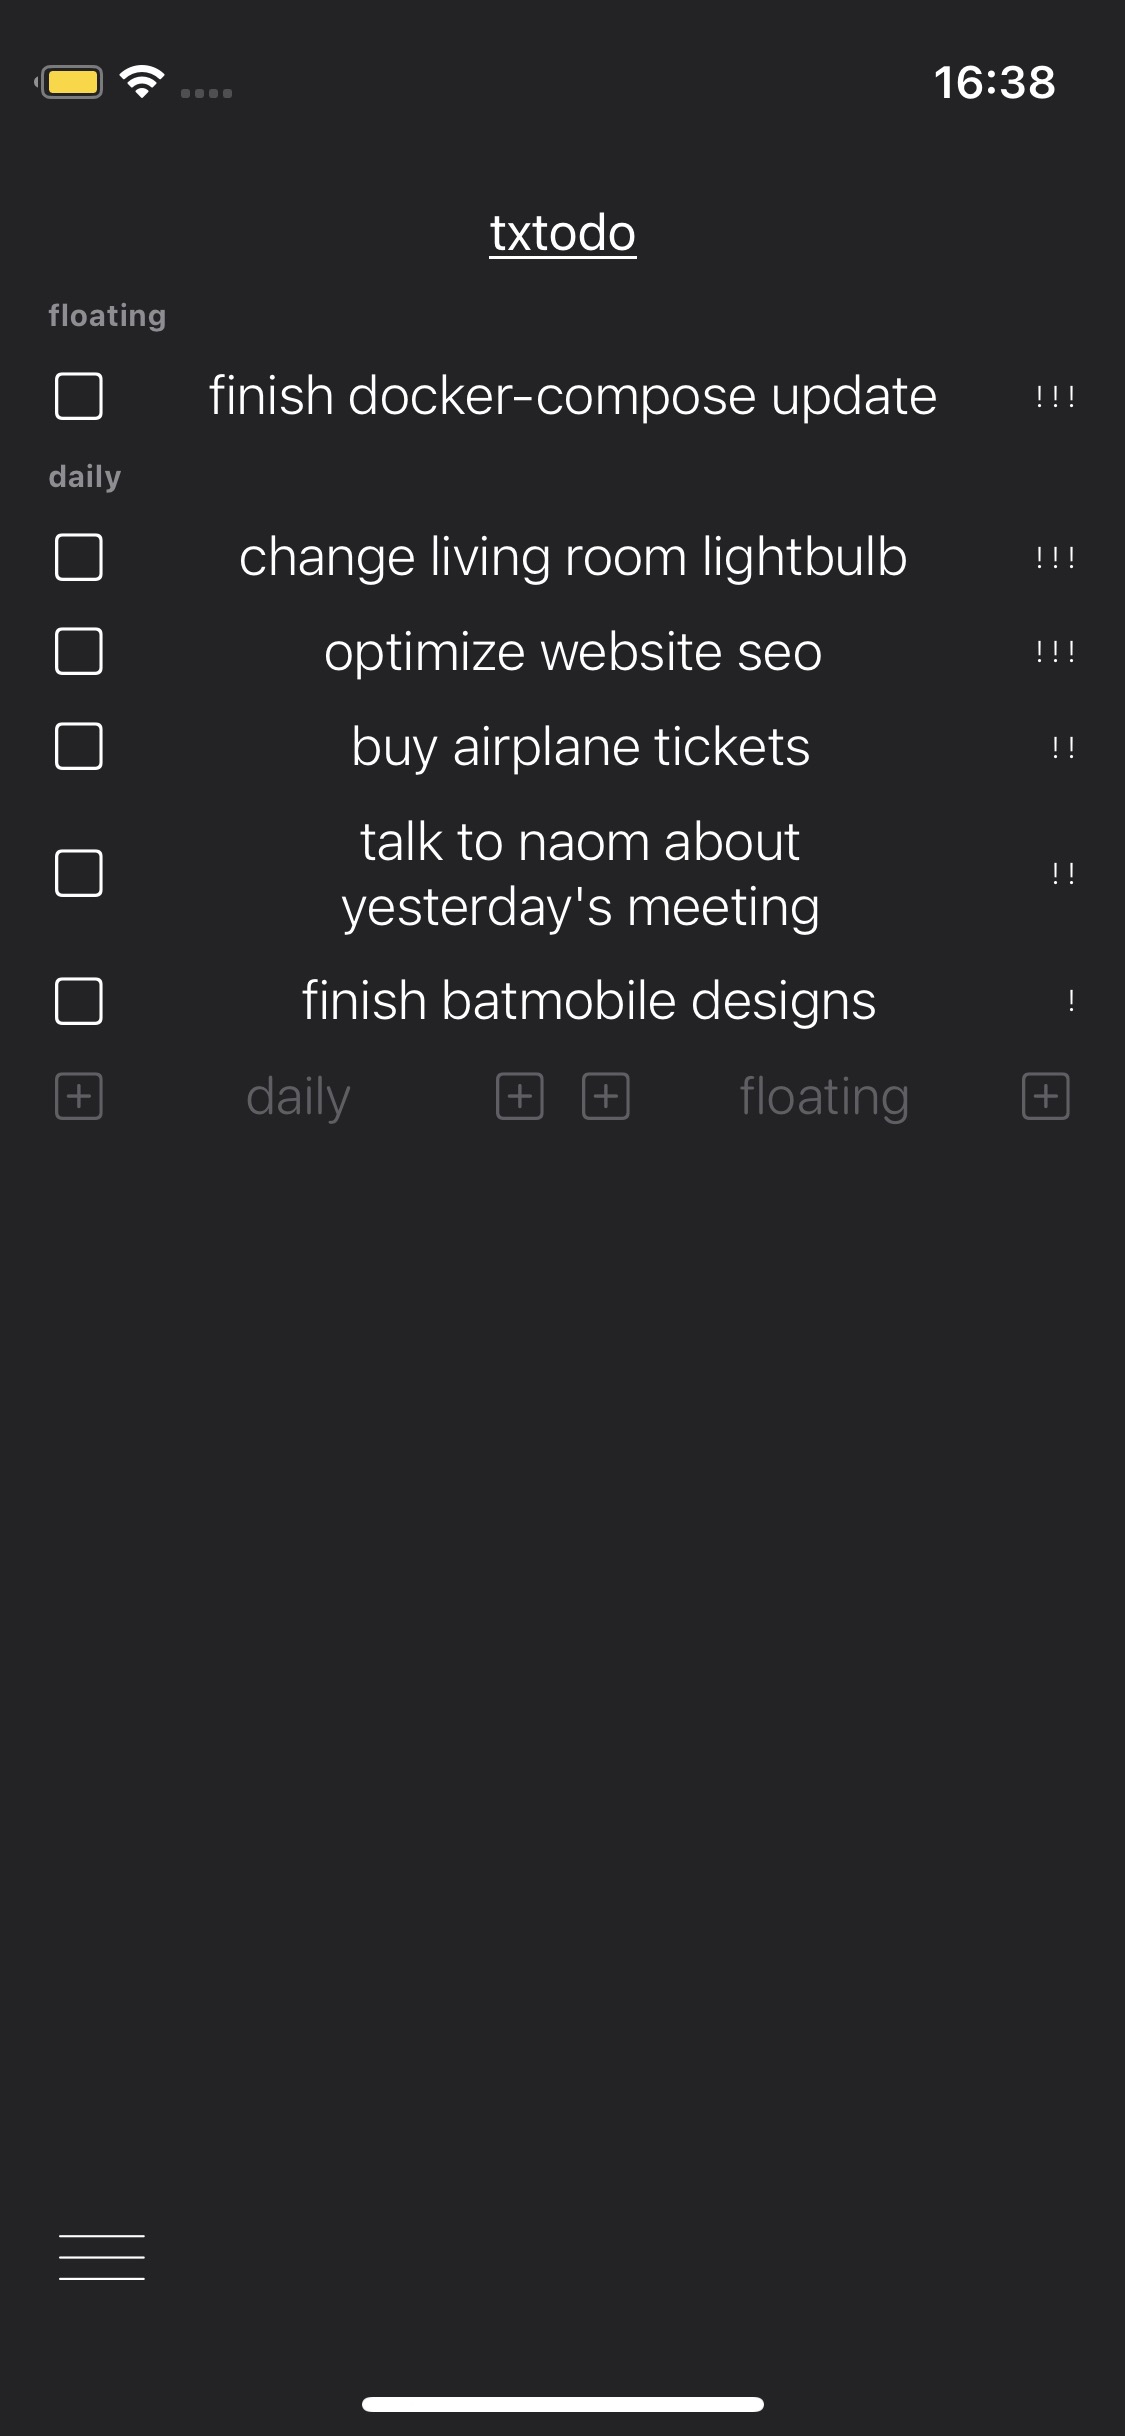 16:38
txtodo
floating
finish docker-compose update !!!
daily
change living room lightbulb !!!
optimize website seo !!!
buy airplane tickets !!
talk to naom about
yesterday's meeting !!
finish batmobile designs !
daily floating